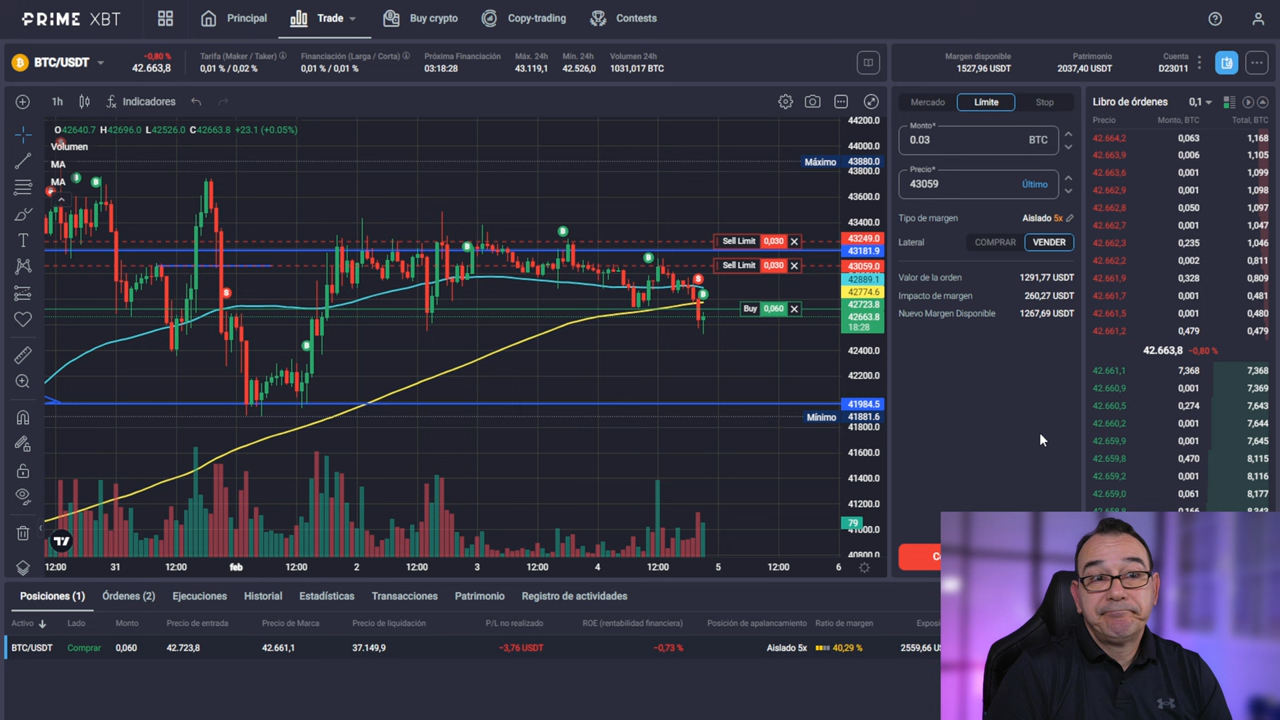 PRIME XBT
Principal
Trade
Buy crypto
Copy-trading
Contests
BTC/USDT
-0,80 %
42.663,8
Tarifa (Maker / Taker)
0,01 % / 0,02 %
Financiación (Larga / Corta)
0,01 % / 0,01 %
Próxima Financiación
03:18:28
Máx. 24h
43.119,1
Mín. 24h
42.526,0
Volumen 24h
1031,017 BTC
Margen disponible
1527,96 USDT
Patrimonio
2037,40 USDT
Cuenta
D23011
1h
Indicadores
O42640.7 H42696.0 L42526.0 C42663.8 +23.1 (+0.05%)
Volumen
MA
MA
44200.0
44000.0
Máximo 43880.0
43800.0
43600.0
43400.0
Sell Limit 0,030 43249.0
43181.9
Sell Limit 0,030 43059.0
42889.1
42774.6
Buy 0,060 42723.8
42663.8
18:28
42400.0
42200.0
41984.5
Mínimo 41881.6
41800.0
41600.0
41400.0
41200.0
79
41000.0
40800.0
12:00 31 12:00 feb 12:00 2 12:00 3 12:00 4 12:00 5 12:00 6
Mercado
Límite
Stop
Monto*
0.03 BTC
Precio*
43059 Último
Tipo de margen Aislado 5x
Lateral COMPRAR VENDER
Valor de la orden 1291,77 USDT
Impacto de margen 260,27 USDT
Nuevo Margen Disponible 1267,69 USDT
Libro de órdenes 0,1
Precio Monto, BTC Total, BTC
42.664,2 0,063 1,168
42.663,9 0,006 1,105
42.663,6 0,001 1,099
42.662,9 0,001 1,098
42.662,8 0,050 1,097
42.662,3 0,235 1,046
42.662,0 0,002 0,811
42.661,9 0,328 0,809
42.661,7 0,001 0,481
42.661,5 0,001 0,480
42.661,2 0,479 0,479
42.663,8 -0,80 %
42.661,1 7,368 7,368
42.660,9 0,001 7,369
42.660,5 0,274 7,643
42.660,2 0,001 7,644
42.659,9 0,001 7,645
42.659,8 0,470 8,115
42.659,2 0,001 8,116
42.659,0 0,061 8,177
Posiciones (1)
Órdenes (2)
Ejecuciones
Historial
Estadísticas
Transacciones
Patrimonio
Registro de actividades
Activo Lado Monto Precio de entrada Precio de Marca Precio de liquidación P/L no realizado ROE (rentabilidad financiera) Posición de apalancamiento Ratio de margen
BTC/USDT Comprar 0,060 42.723,8 42.661,1 37.149,9 −3,76 USDT −0,73 % Aislado 5x 40,29 % 2559,66